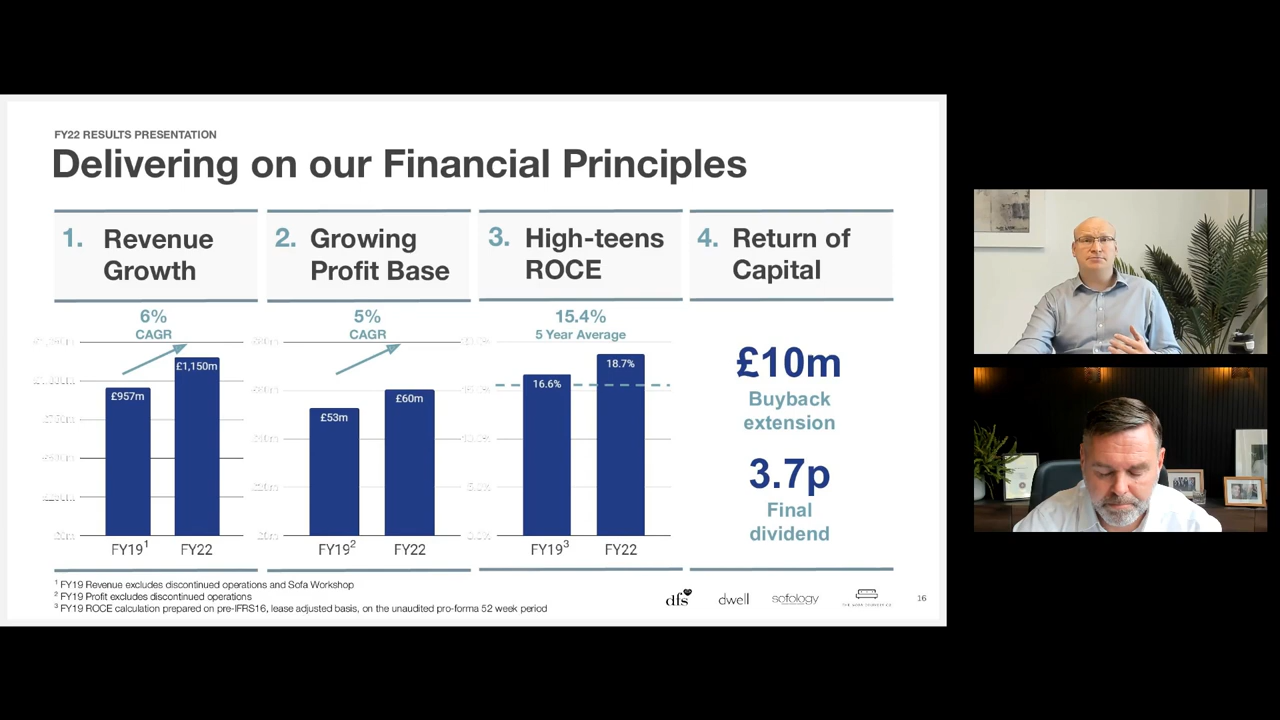 FY22 RESULTS PRESENTATION
Delivering on our Financial Principles
1. Revenue Growth
2. Growing Profit Base
3. High-teens ROCE
4. Return of Capital
6%
CAGR
£957m
£1,150m
FY19¹
FY22
5%
CAGR
£53m
£60m
FY19²
FY22
15.4%
5 Year Average
16.6%
18.7%
FY19³
FY22
£10m
Buyback
extension
3.7p
Final
dividend
¹ FY19 Revenue excludes discontinued operations and Sofa Workshop
² FY19 Profit excludes discontinued operations
³ FY19 ROCE calculation prepared on pre-IFRS16, lease adjusted basis, on the unaudited pro-forma 52 week period
dfs
dwell
sofology
16